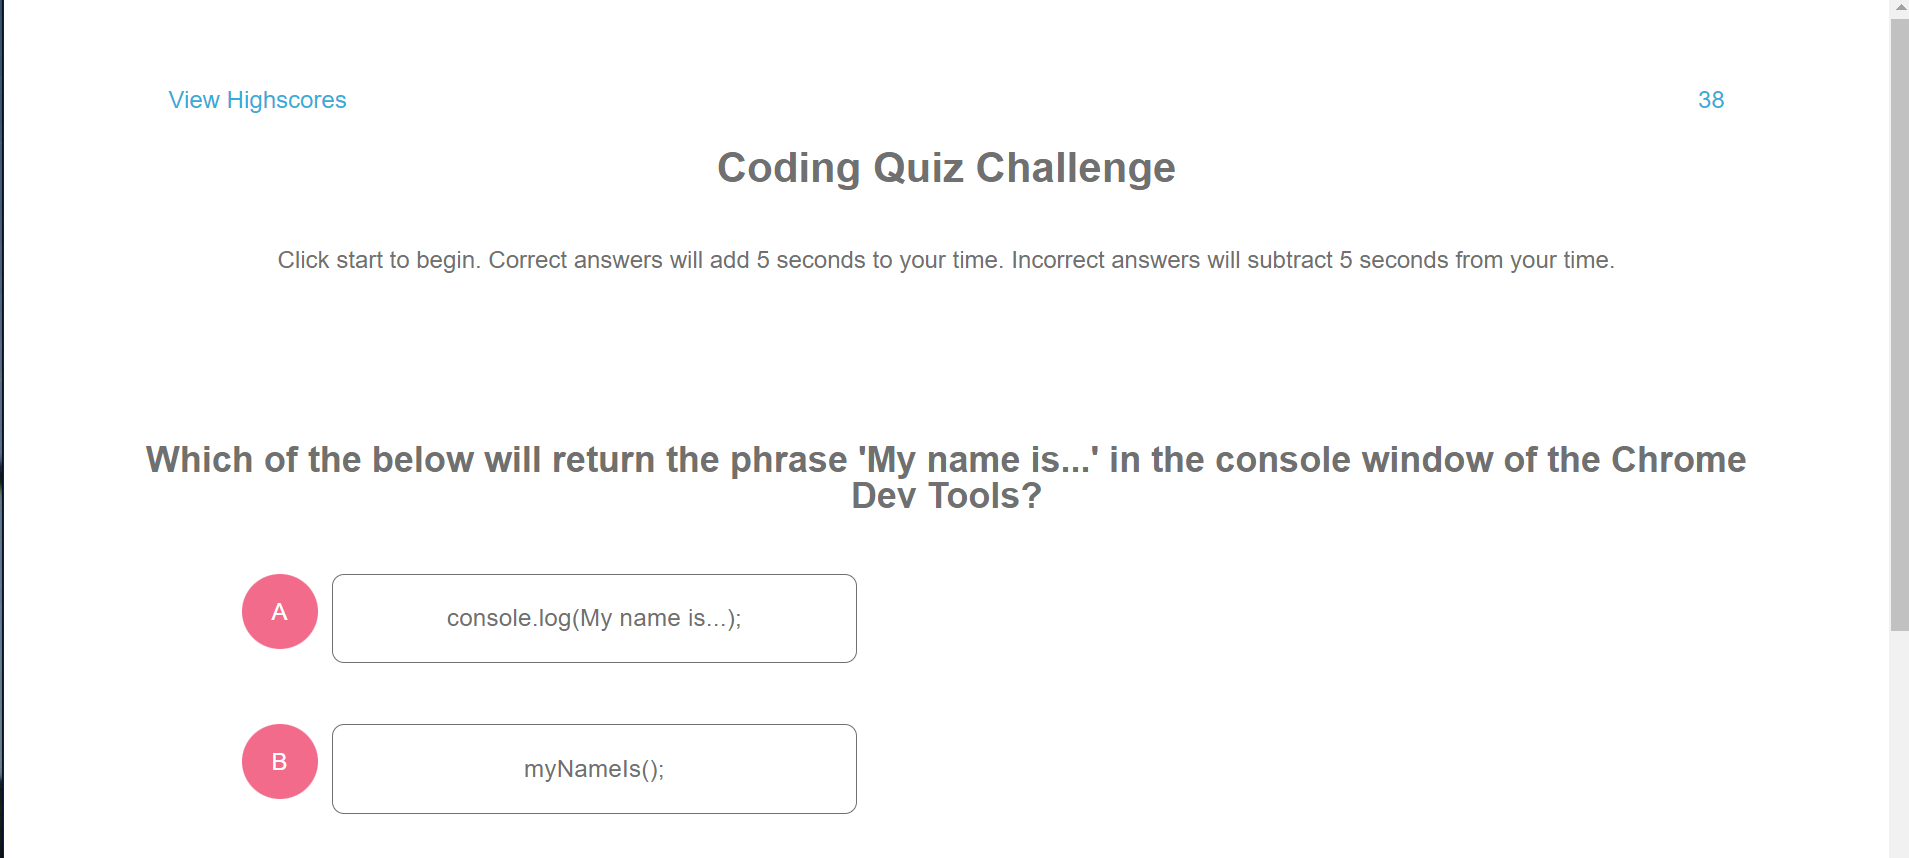 View Highscores
38
Coding Quiz Challenge
Click start to begin. Correct answers will add 5 seconds to your time. Incorrect answers will subtract 5 seconds from your time.
Which of the below will return the phrase 'My name is...' in the console window of the Chrome
Dev Tools?
A
console.log(My name is...);
B
myNameIs();